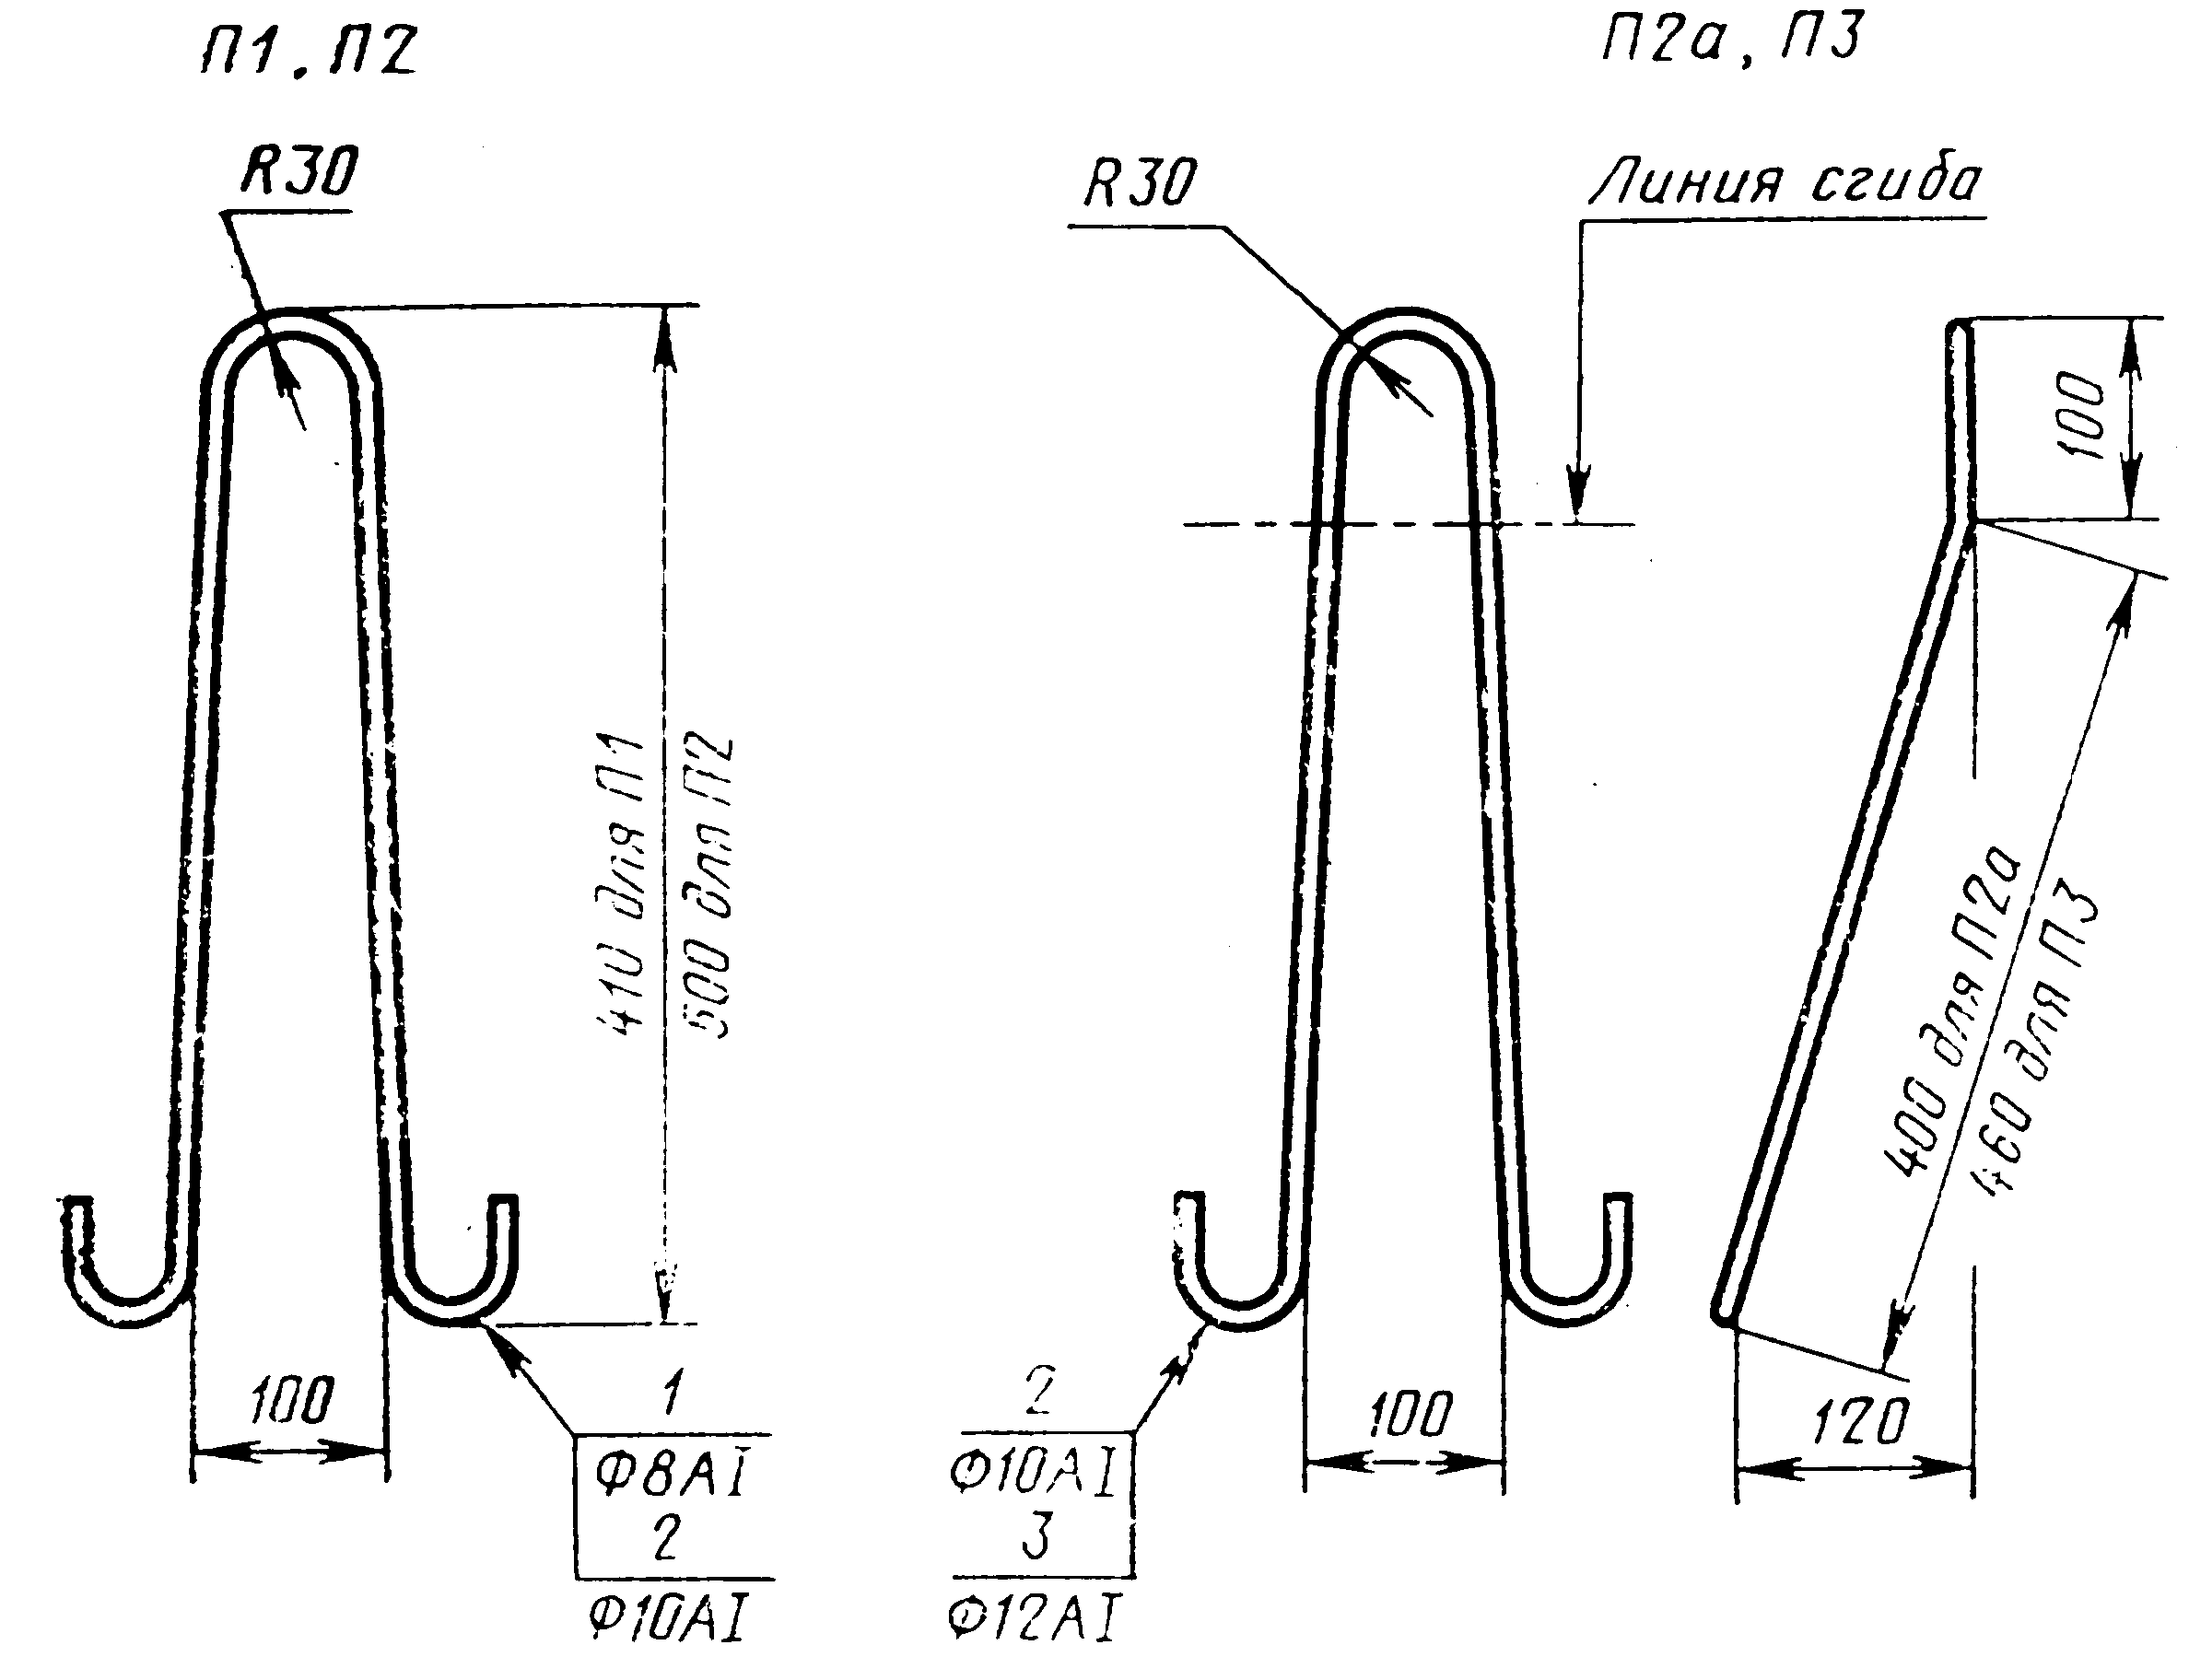 П1. П2
R30
410 для П1
500 для П2
100
1
Ф8АI
2
Ф10АI
П2а, П3
R30
Линия сгиба
100
400 для П2а
460 для П3
2
Ф10АI
3
Ф12АI
100
120